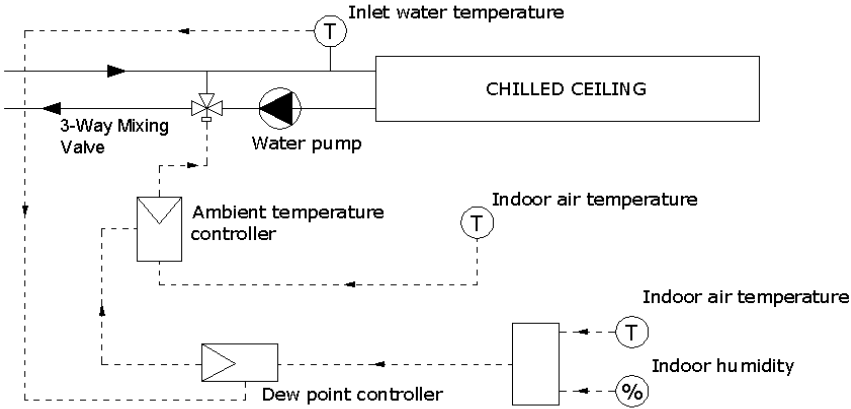 Inlet water temperature
T
CHILLED CEILING
3-Way Mixing
Valve
Water pump
Ambient temperature
controller
Indoor air temperature
T
Indoor air temperature
T
Indoor humidity
%
Dew point controller